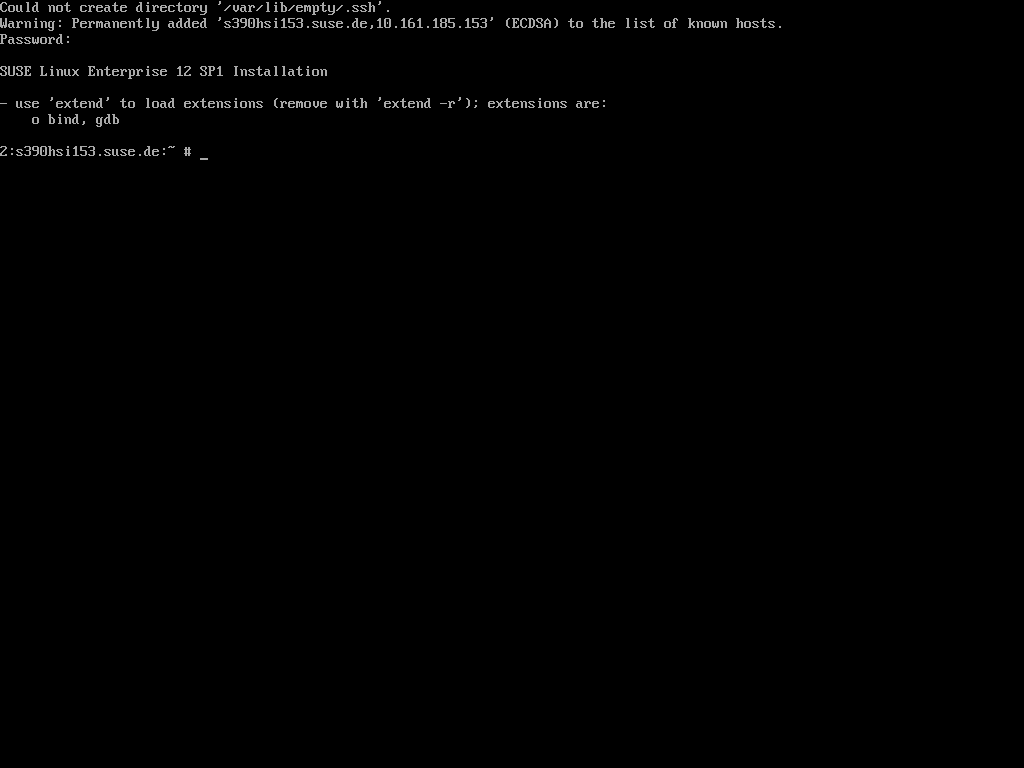 Could not create directory '/var/lib/empty/.ssh'.
Warning: Permanently added 's390hsi153.suse.de,10.161.185.153' (ECDSA) to the list of known hosts.
Password:
SUSE Linux Enterprise 12 SP1 Installation
- use 'extend' to load extensions (remove with 'extend -r'); extensions are:
o bind, gdb
2:s390hsi153.suse.de:~ # _